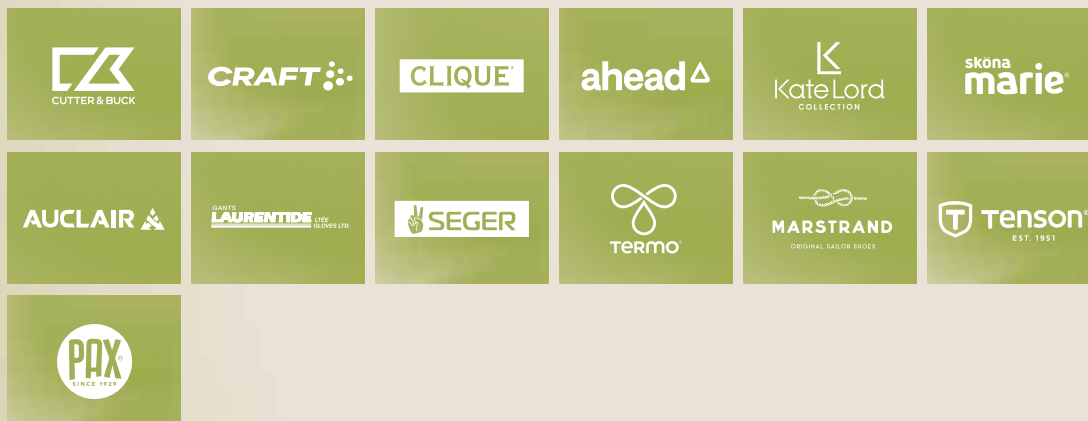 CUTTER & BUCK
CRAFT
CLIQUE
ahead
KateLord
COLLECTION
sköna
marie®
AUCLAIR
GANTS
LAURENTIDE LTÉE
GLOVES LTD.
SEGER
TERMO®
MARSTRAND
ORIGINAL SAILOR SHOES
TENSON®
EST. 1951
PAX®
SINCE 1929